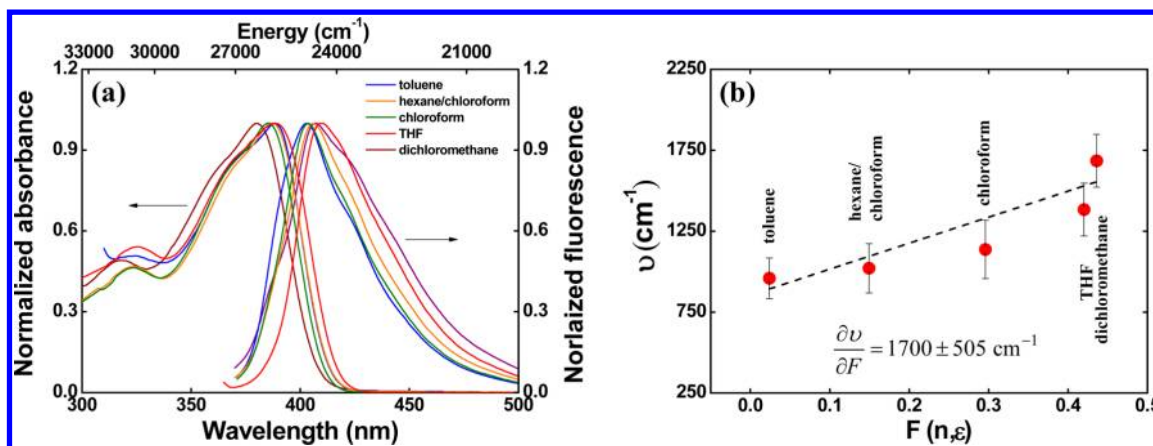 Energy (cm⁻¹)
33000 30000 27000 24000 21000
1.2
0.9
0.6
0.3
0.0
Normalized absorbance
(a)
toluene
hexane/chloroform
chloroform
THF
dichloromethane
1.2
0.9
0.6
0.3
0.0
Norlaized fluorescence
300 350 400 450 500
Wavelength (nm)
(b)
2250
1750
1250
750
250
υ (cm⁻¹)
toluene
hexane/
chloroform
chloroform
THF
dichloromethane
∂υ/∂F = 1700 ± 505 cm⁻¹
0.0 0.1 0.2 0.3 0.4 0.5
F (n,ε)